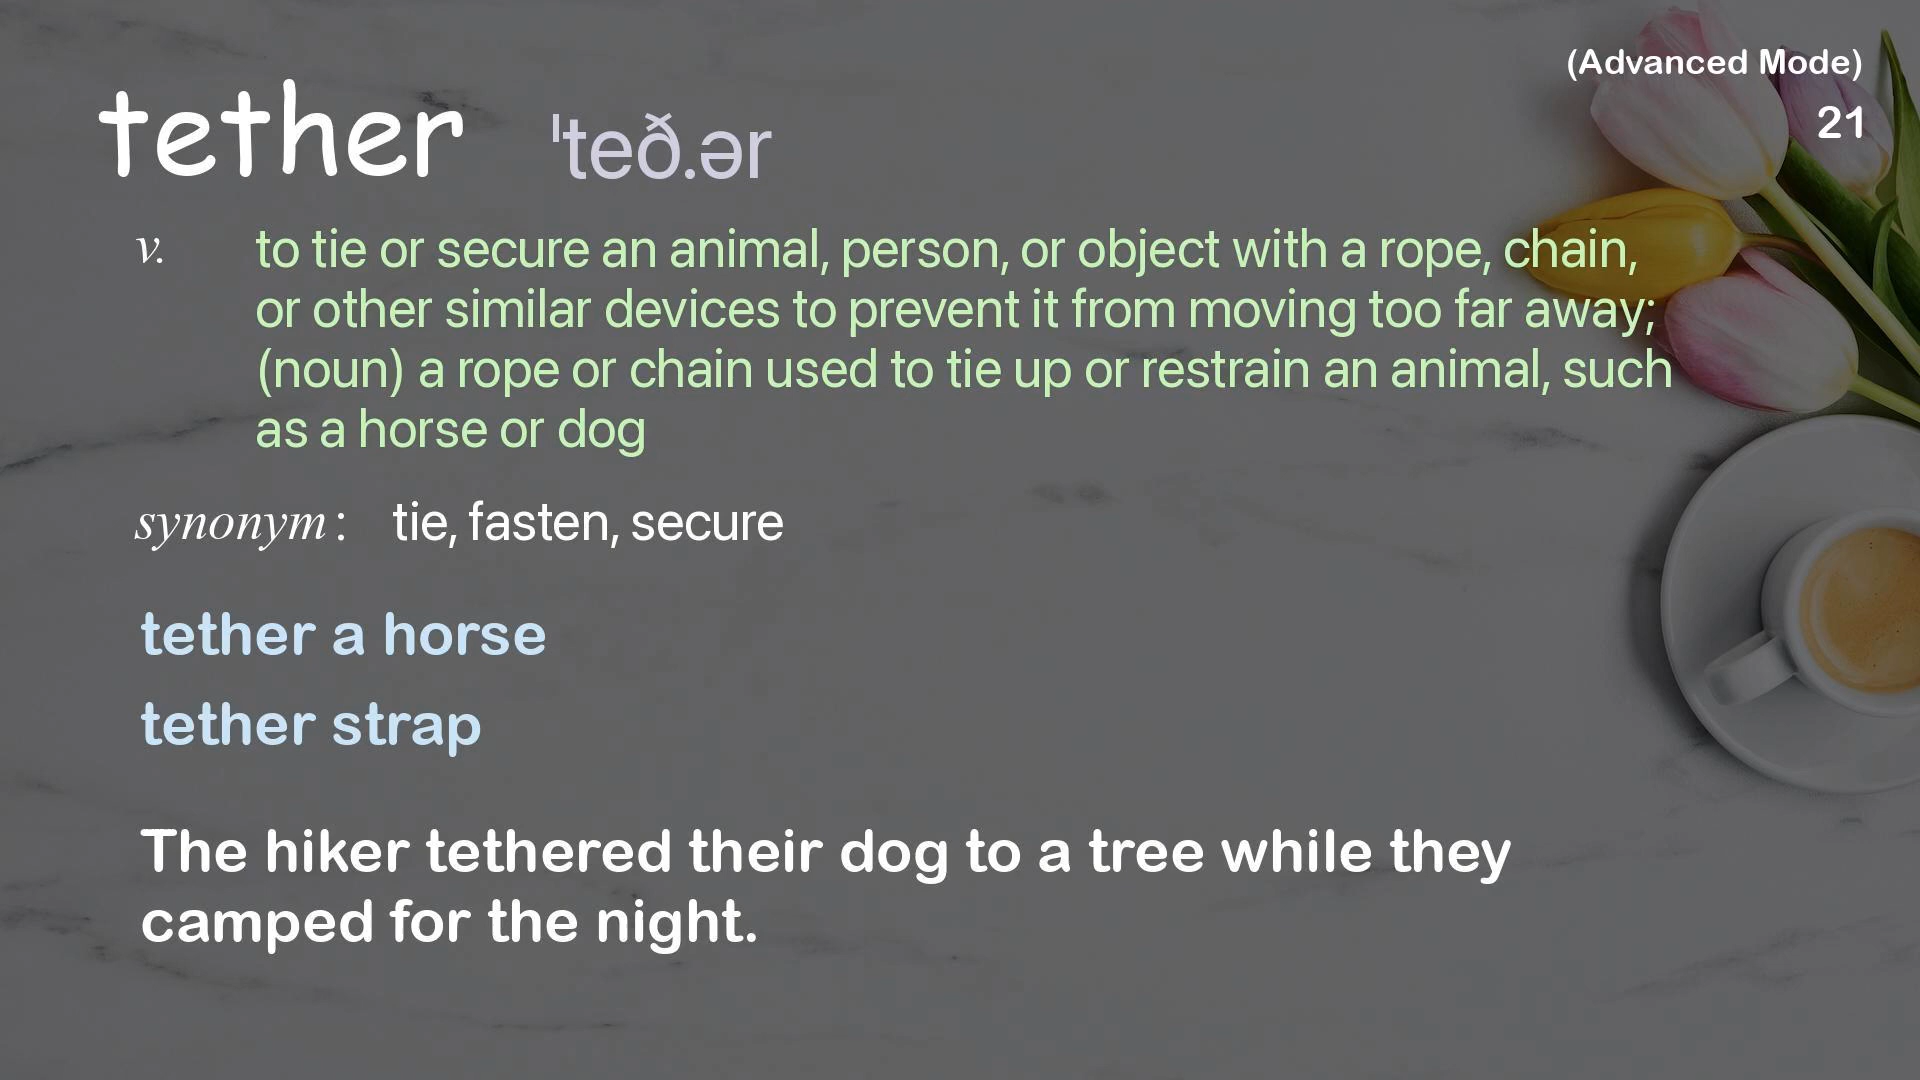 (Advanced Mode)
21
tether ˈteð.ər
v. to tie or secure an animal, person, or object with a rope, chain,
or other similar devices to prevent it from moving too far away;
(noun) a rope or chain used to tie up or restrain an animal, such
as a horse or dog
synonym : tie, fasten, secure
tether a horse
tether strap
The hiker tethered their dog to a tree while they
camped for the night.